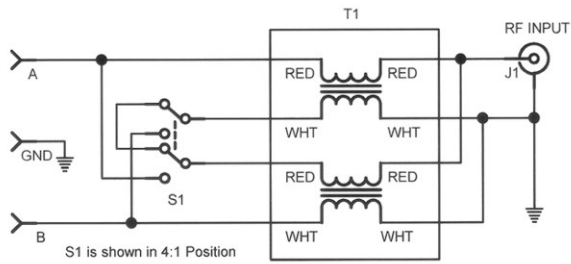 T1
RF INPUT
A
RED
RED
J1
WHT
WHT
GND
RED
RED
S1
B
WHT
WHT
S1 is shown in 4:1 Position